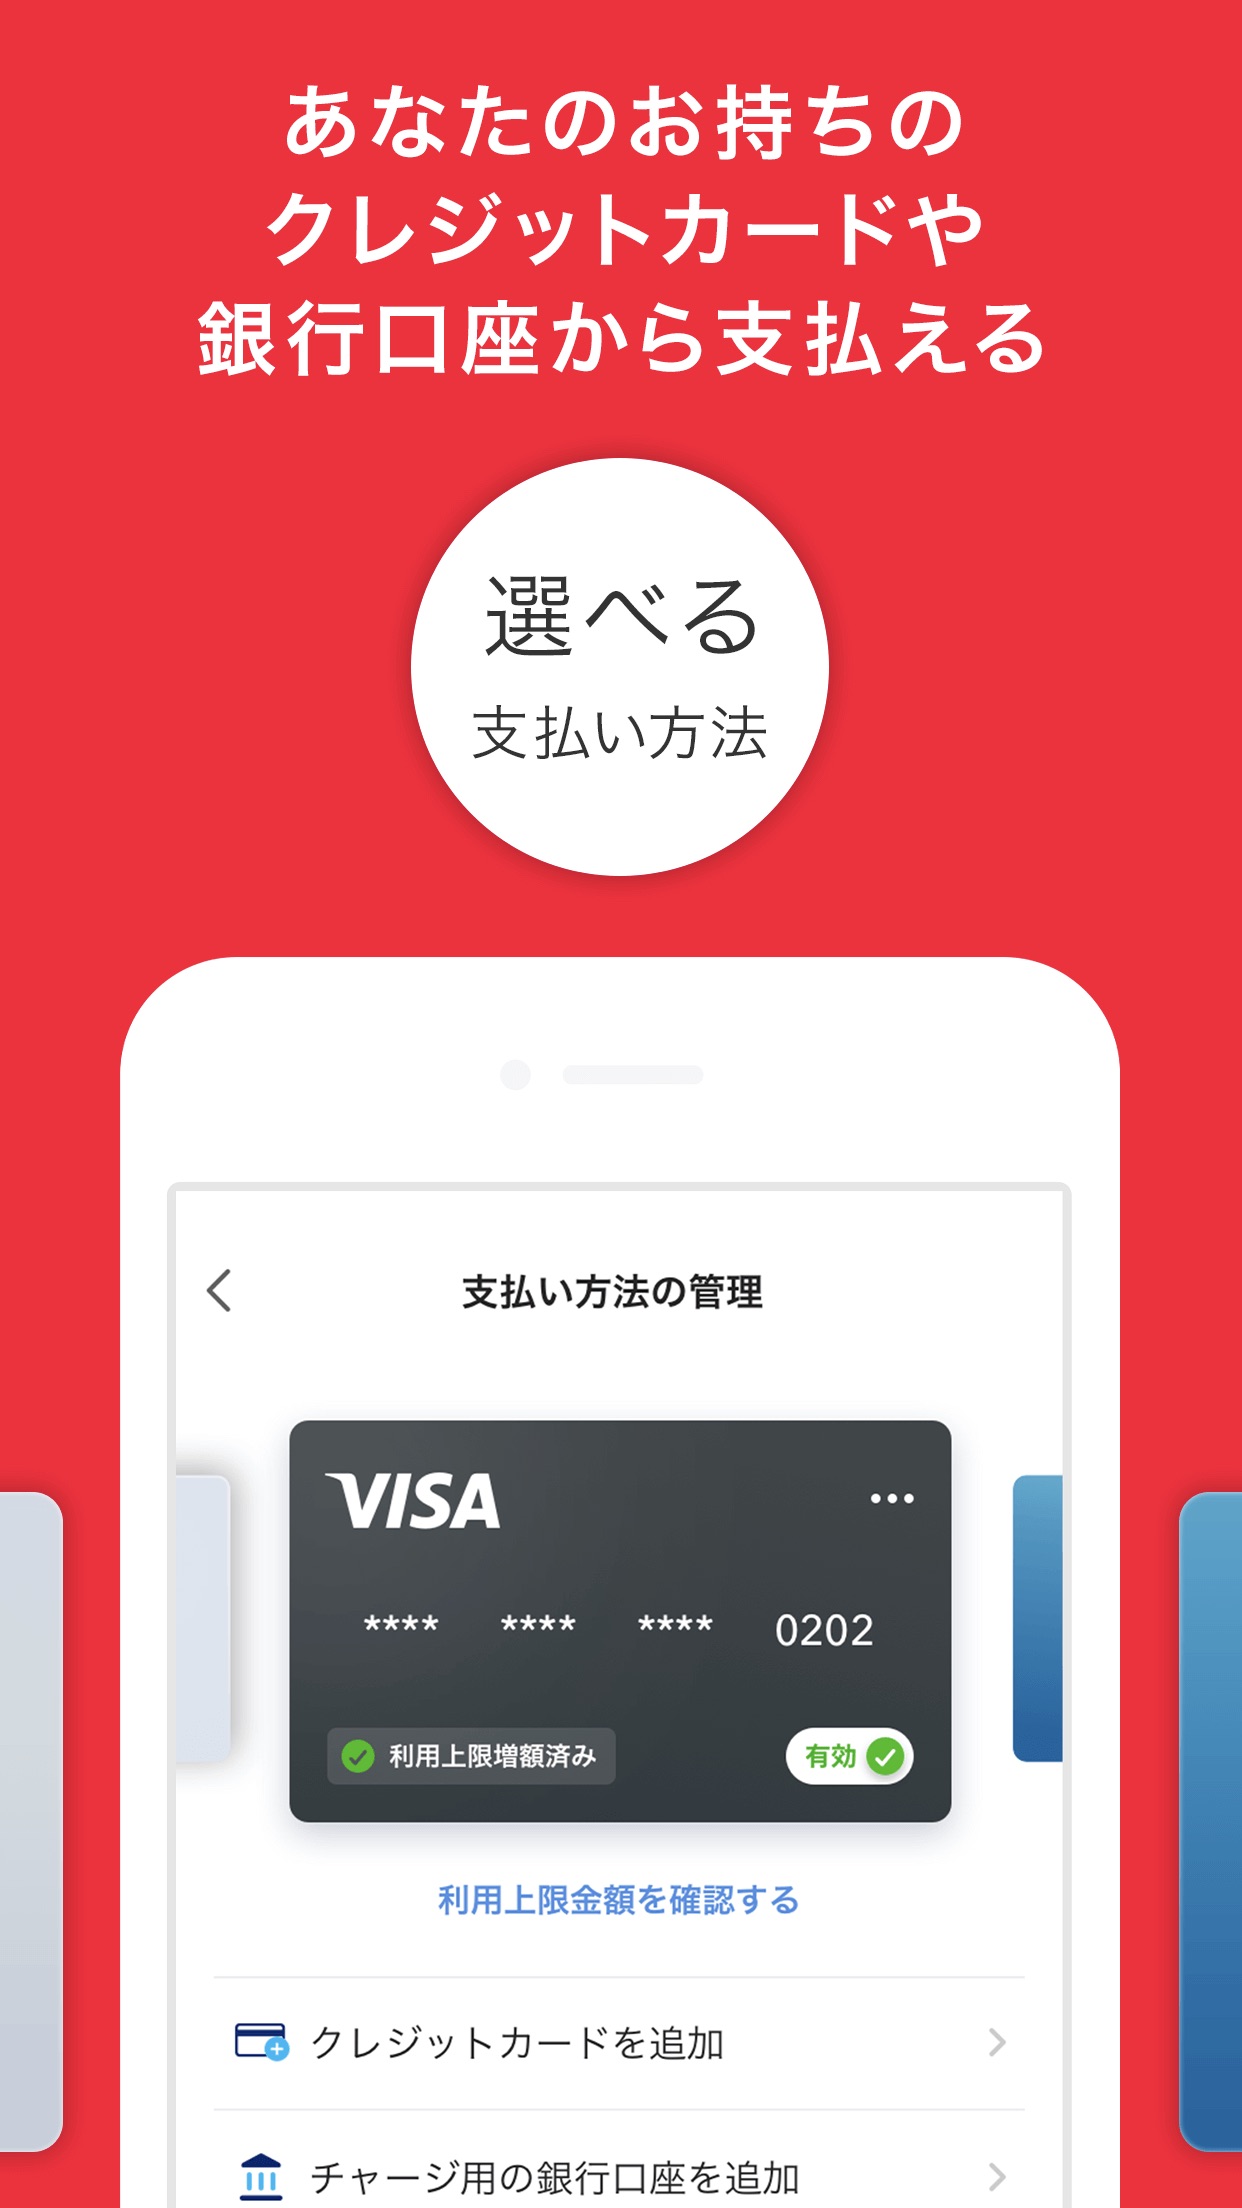 あなたのお持ちの
クレジットカードや
銀行口座から支払える
選べる
支払い方法
支払い方法の管理
VISA
**** **** **** 0202
利用上限増額済み 有効
利用上限金額を確認する
クレジットカードを追加
チャージ用の銀行口座を追加